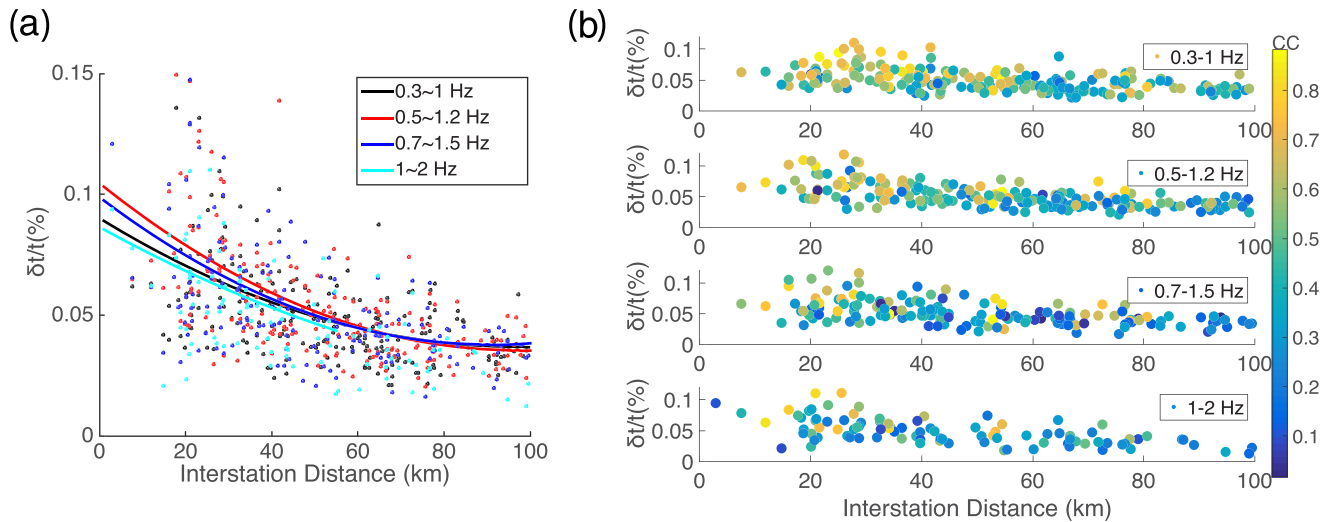 (a)
0.15
0.1
0.05
0
δt/t(%)
0.3~1 Hz
0.5~1.2 Hz
0.7~1.5 Hz
1~2 Hz
0 20 40 60 80 100
Interstation Distance (km)
(b)
0.1
0.05
0
δt/t(%)
0.3-1 Hz
0 20 40 60 80 100
0.1
0.05
0
δt/t(%)
0.5-1.2 Hz
0 20 40 60 80 100
0.1
0.05
0
δt/t(%)
0.7-1.5 Hz
0 20 40 60 80 100
0.1
0.05
0
δt/t(%)
1-2 Hz
0 20 40 60 80 100
Interstation Distance (km)
CC
0.8
0.7
0.6
0.5
0.4
0.3
0.2
0.1